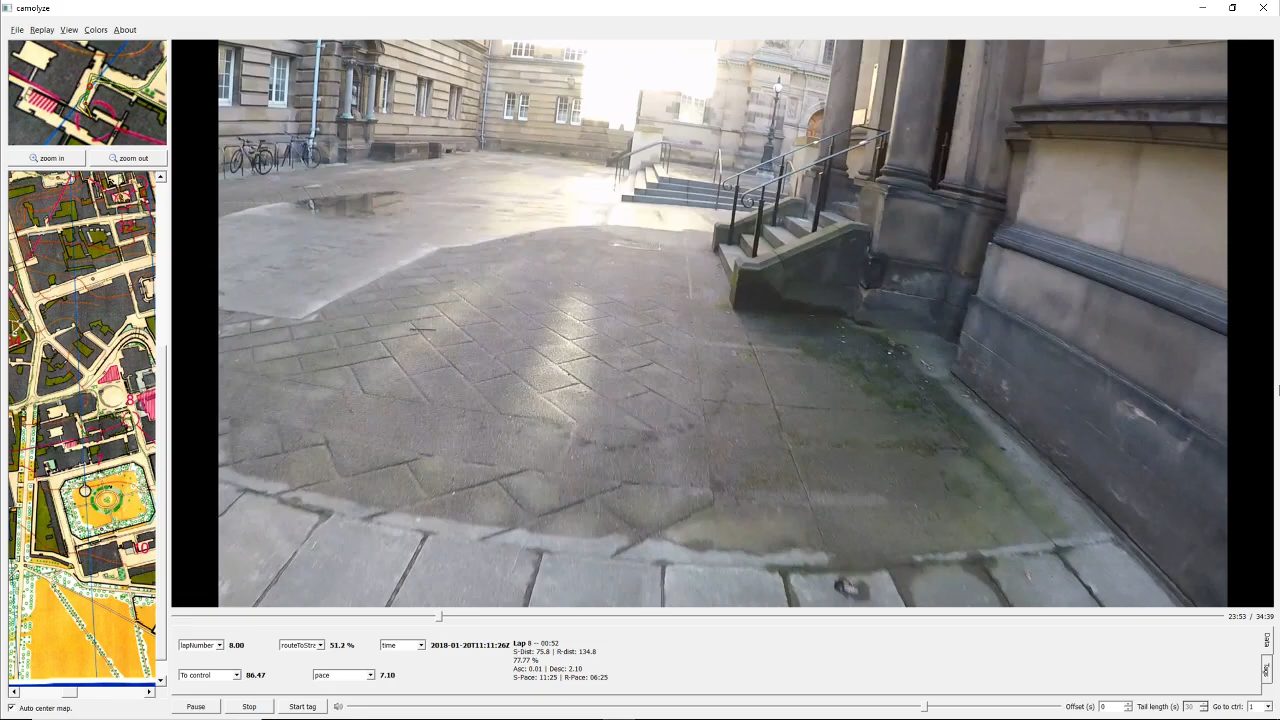 camolyze
File Replay View Colors About
zoom in zoom out
8
10
23:53 / 34:39
lapNumber 8.00 routeToStra 51.2 % time 2018-01-20T11:11:26Z
To control 86.47 pace 7.10
Lap 8 -- 00:52
S-Dist: 75.8 | R-dist: 134.8
77.77 %
Asc: 0.01 | Desc: 2.10
S-Pace: 11:25 | R-Pace: 06:25
Data
Tags
Auto center map.
Pause Stop Start tag Offset (s) 0 Tail length (s) 30 Go to ctrl: 1